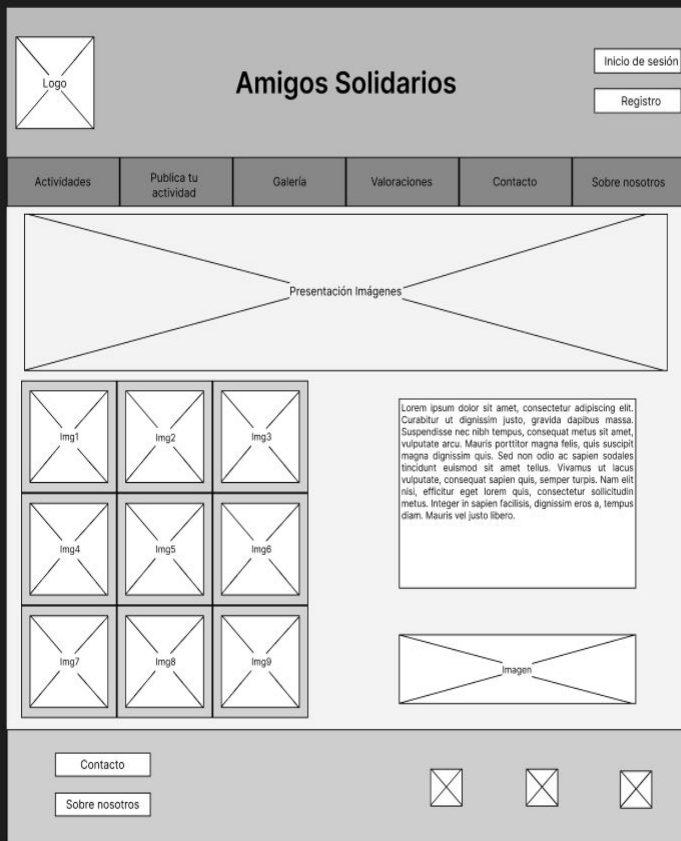 Logo
Amigos Solidarios
Inicio de sesión
Registro
Actividades
Publica tu
actividad
Galería
Valoraciones
Contacto
Sobre nosotros
Presentación Imágenes
Img1
Img2
Img3
Img4
Img5
Img6
Img7
Img8
Img9
Lorem ipsum dolor sit amet, consectetur adipiscing elit.
Curabitur ut dignissim justo, gravida dapibus massa.
Suspendisse nec nibh tempus, consequat metus sit amet,
vulputate arcu. Mauris porttitor magna felis, quis suscipit
magna dignissim quis. Sed non odio ac sapien sodales
tincidunt euismod sit amet tellus. Vivamus ut lacus
vulputate, consequat sapien quis, semper turpis. Nam elit
nisi, efficitur eget lorem quis, consectetur sollicitudin
metus. Integer in sapien facilisis, dignissim eros a, tempus
diam. Mauris vel justo libero.
Imagen
Contacto
Sobre nosotros